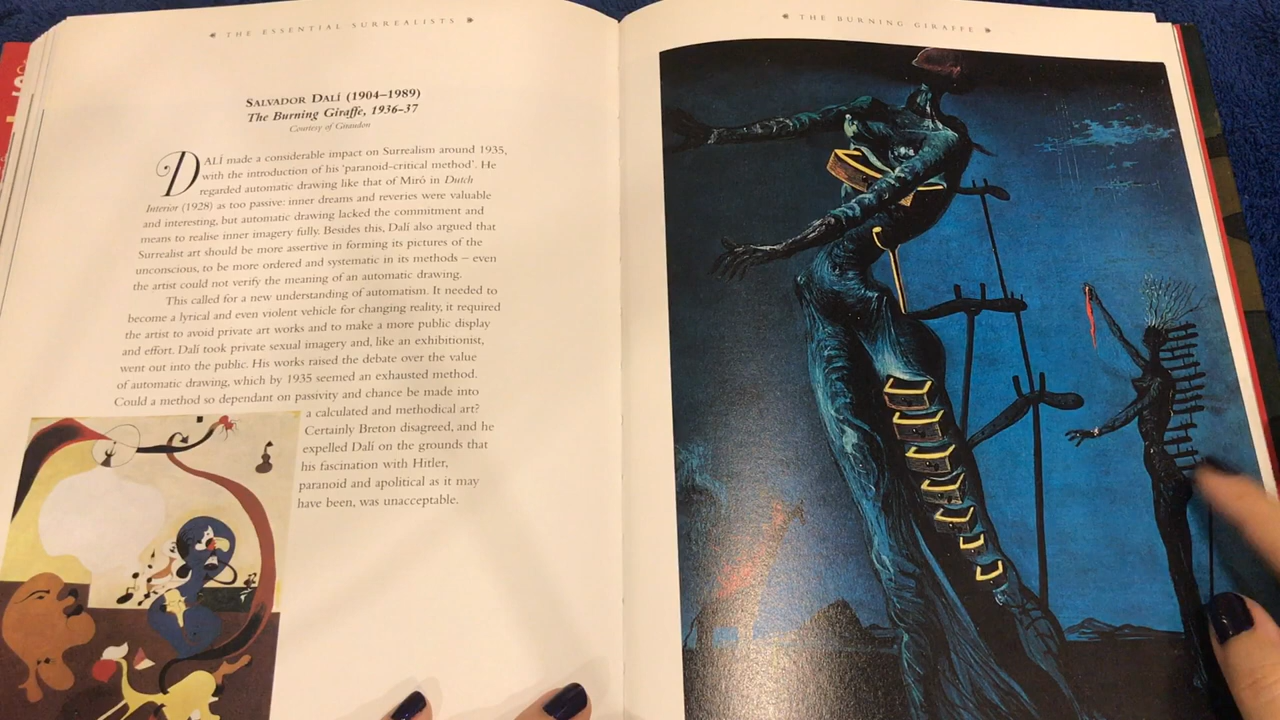 THE ESSENTIAL SURREALISTS
SALVADOR DALÍ (1904–1989)
The Burning Giraffe, 1936-37
Courtesy of Giraudon
DALÍ made a considerable impact on Surrealism around 1935,
with the introduction of his ‘paranoid-critical method’. He
regarded automatic drawing like that of Miró in Dutch
Interior (1928) as too passive: inner dreams and reveries were valuable
and interesting, but automatic drawing lacked the commitment and
means to realise inner imagery fully. Besides this, Dalí also argued that
Surrealist art should be more assertive in forming its pictures of the
unconscious, to be more ordered and systematic in its methods – even
the artist could not verify the meaning of an automatic drawing.
This called for a new understanding of automatism. It needed to
become a lyrical and even violent vehicle for changing reality, it required
the artist to avoid private art works and to make a more public display
and effort. Dalí took private sexual imagery and, like an exhibitionist,
went out into the public. His works raised the debate over the value
of automatic drawing, which by 1935 seemed an exhausted method.
Could a method so dependant on passivity and chance be made into
a calculated and methodical art?
Certainly Breton disagreed, and he
expelled Dalí on the grounds that
his fascination with Hitler,
paranoid and apolitical as it may
have been, was unacceptable.
THE BURNING GIRAFFE